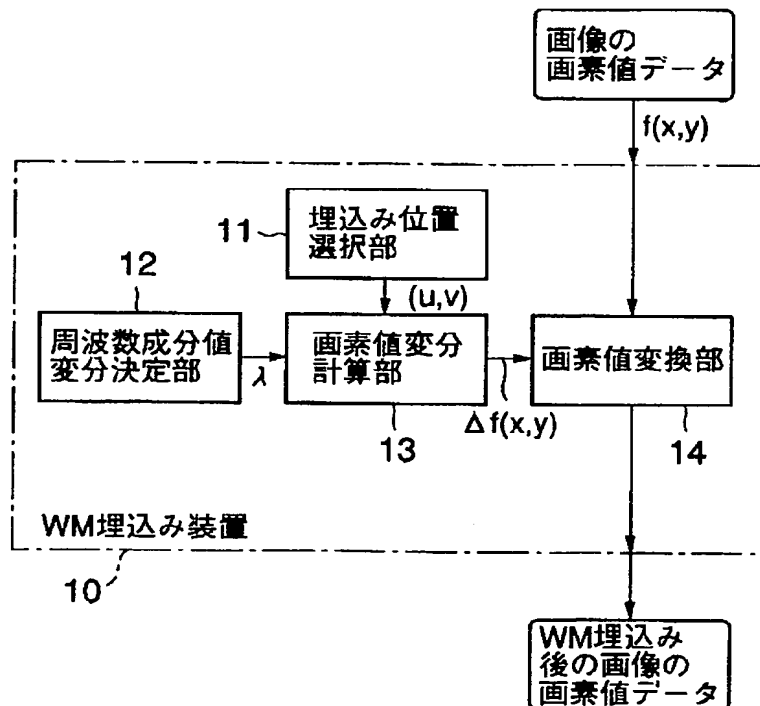 画像の
画素値データ
f(x,y)
埋込み位置
選択部
11
(u,v)
12
周波数成分値
変分決定部
λ
画素値変分
計算部
13
Δf(x,y)
画素値変換部
14
WM埋込み装置
10
WM埋込み
後の画像の
画素値データ